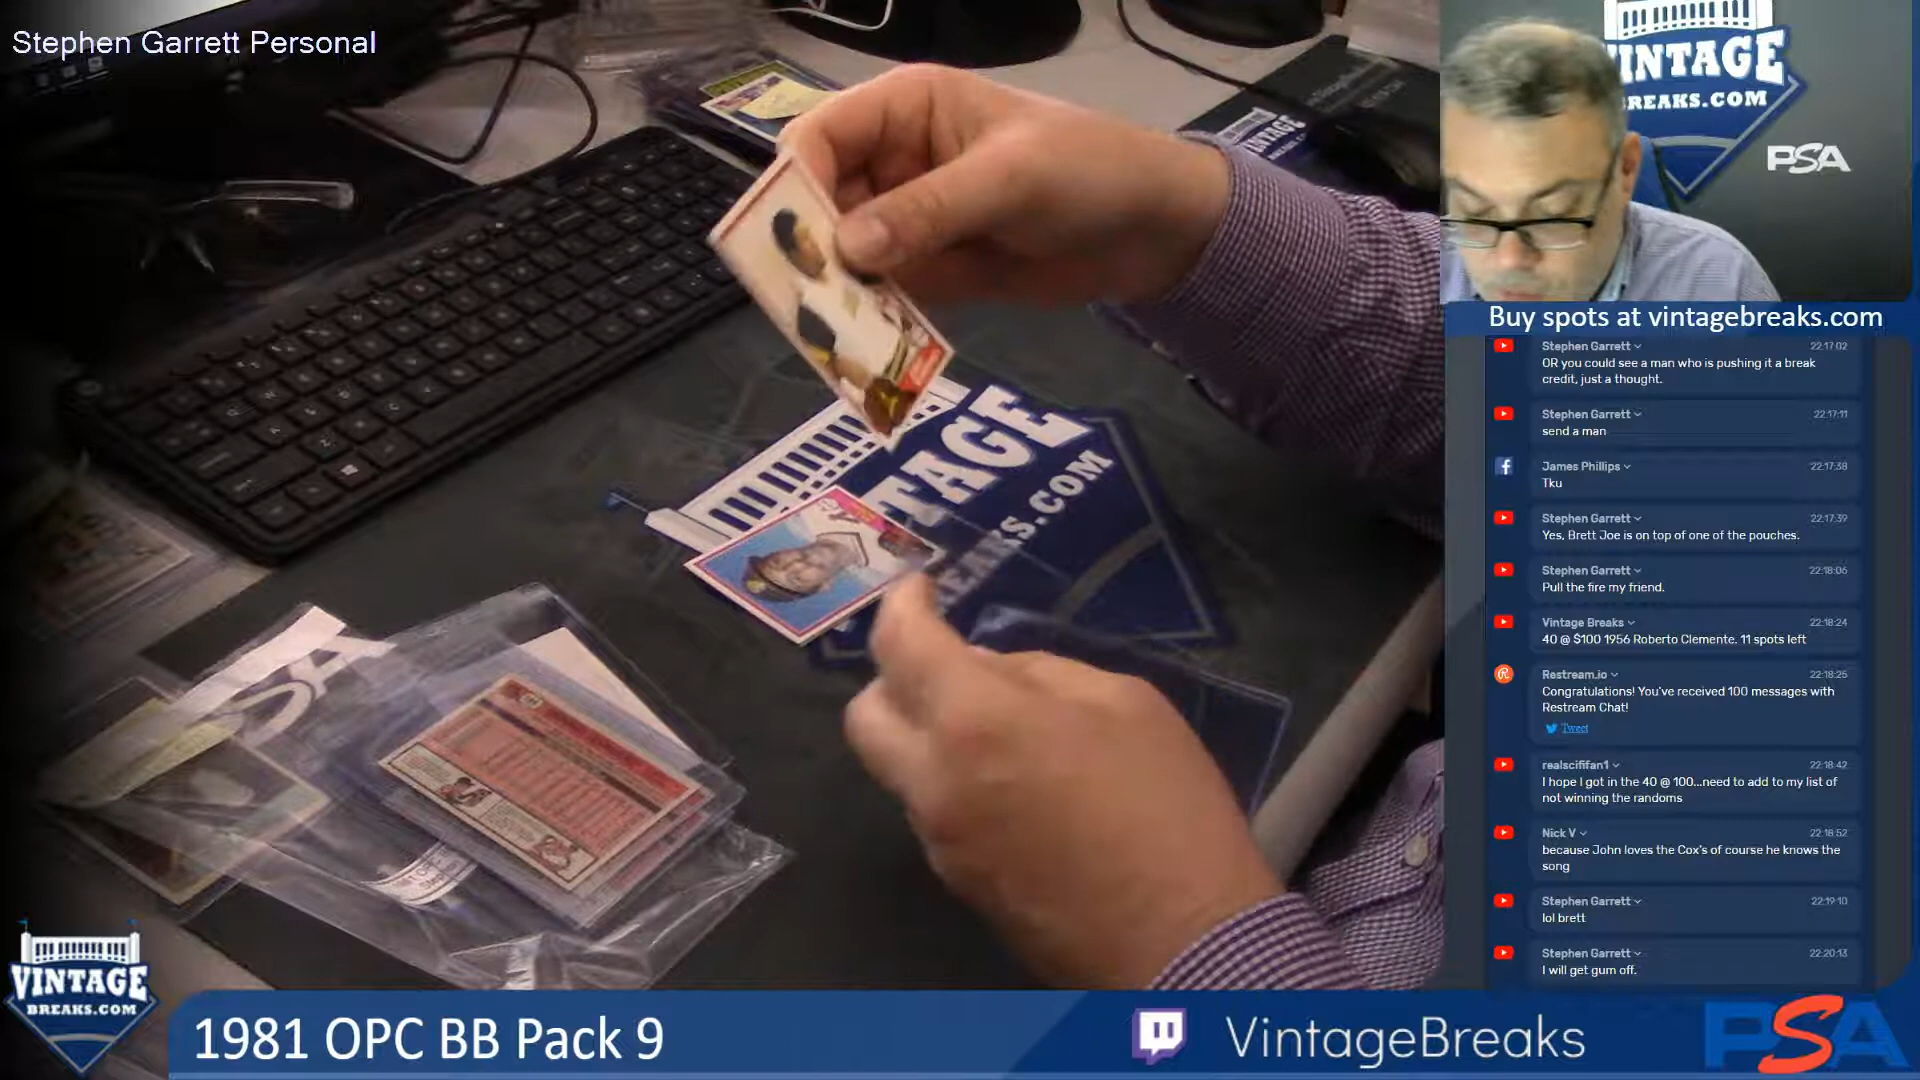 Stephen Garrett Personal
VINTAGE
BREAKS.COM
PSA
Buy spots at vintagebreaks.com
Stephen Garrett 22:17:02
OR you could see a man who is pushing it a break
credit, just a thought.
Stephen Garrett 22:17:11
send a man
James Phillips 22:17:38
Tku
Stephen Garrett 22:17:39
Yes, Brett Joe is on top of one of the pouches.
Stephen Garrett 22:18:06
Pull the fire my friend.
Vintage Breaks 22:18:24
40 @ $100 1956 Roberto Clemente. 11 spots left
Restream.io 22:18:25
Congratulations! You've received 100 messages with
Restream Chat!
Tweet
realscififan1 22:18:42
I hope I got in the 40 @ 100...need to add to my list of
not winning the randoms
Nick V 22:18:52
because John loves the Cox's of course he knows the
song
Stephen Garrett 22:19:10
lol brett
Stephen Garrett 22:20:13
I will get gum off.
VINTAGE
TAGE
EAKS.COM
SA
VINTAGE
BREAKS.COM
1981 OPC BB Pack 9
VintageBreaks
PSA